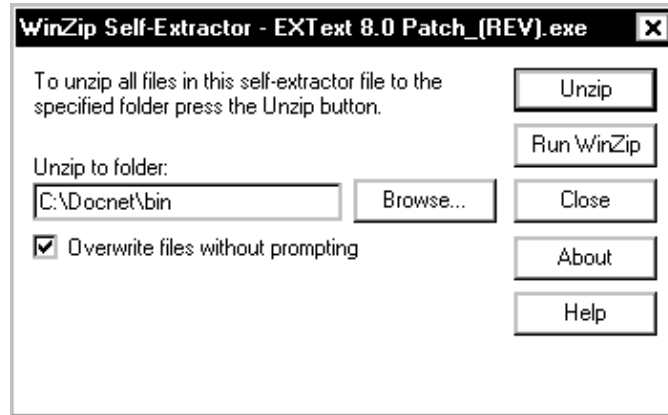 WinZip Self-Extractor - EXText 8.0 Patch_(REV).exe
To unzip all files in this self-extractor file to the
specified folder press the Unzip button.
Unzip to folder:
C:\Docnet\bin
Browse...
Overwrite files without prompting
Unzip
Run WinZip
Close
About
Help